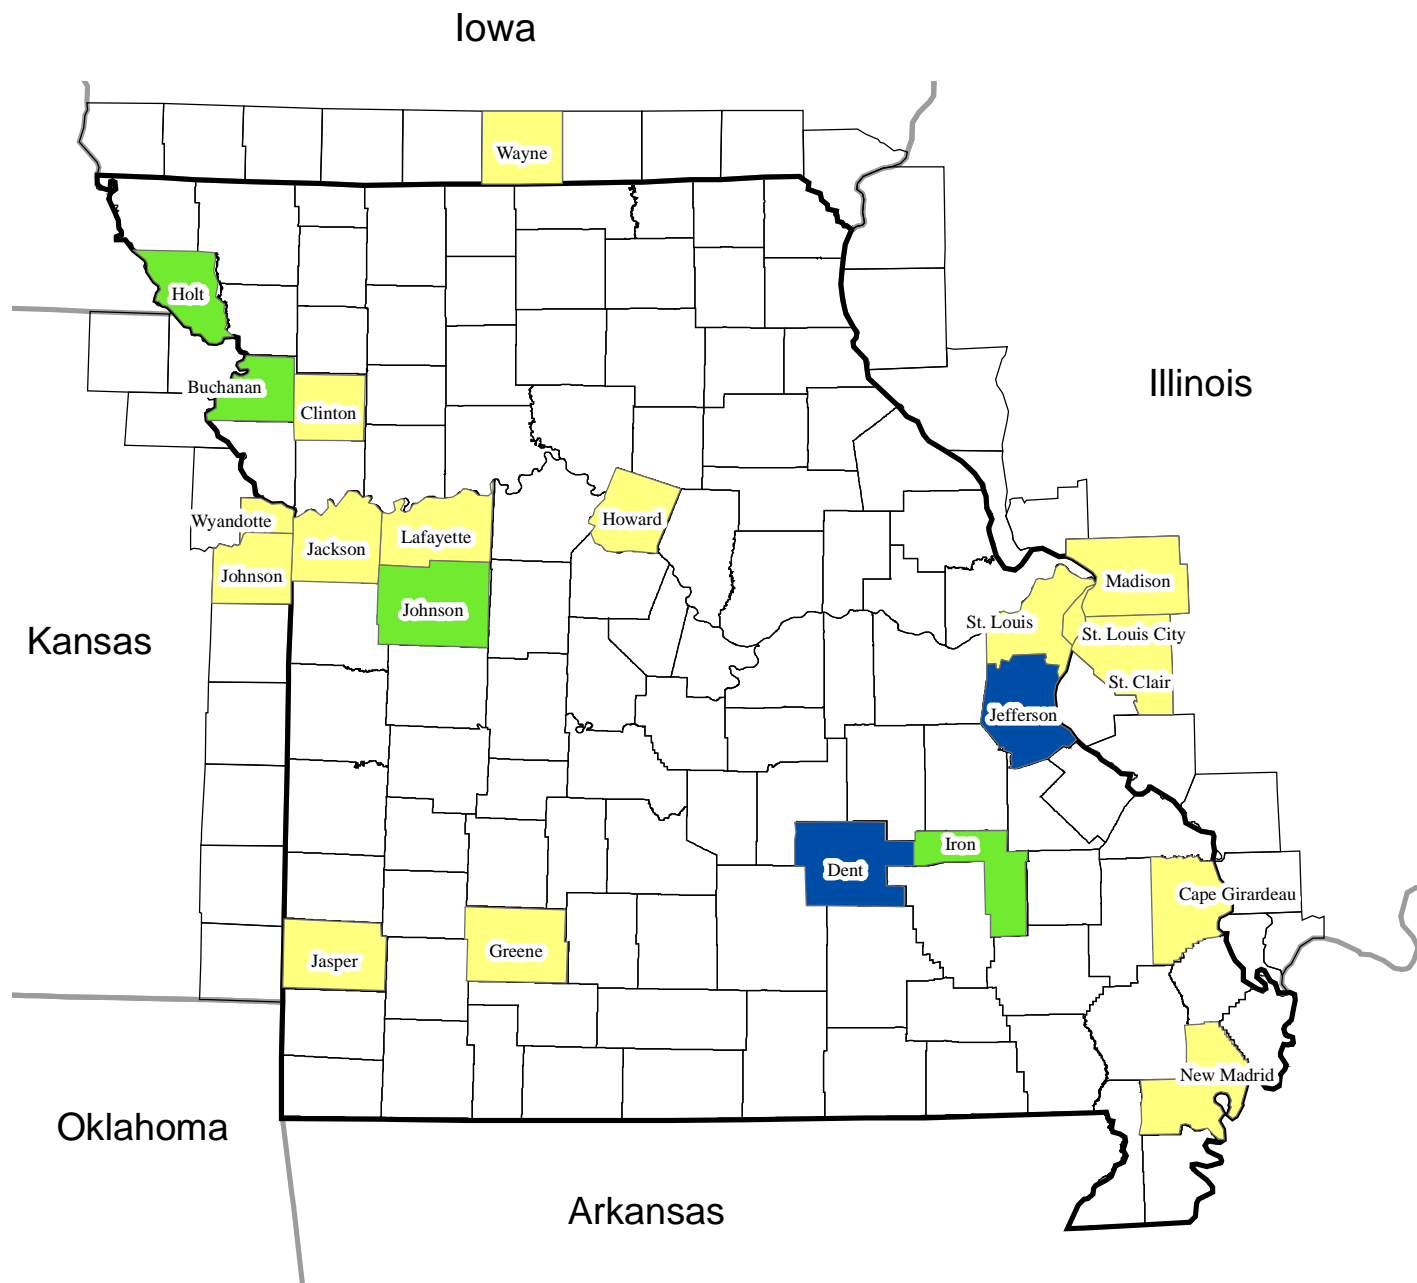 Iowa
Wayne
Holt
Illinois
Buchanan
Clinton
Wyandotte
Howard
Lafayette
Jackson
Johnson
Madison
Johnson
St. Louis
St. Louis City
Kansas
St. Clair
Jefferson
Iron
Dent
Cape Girardeau
Greene
Jasper
New Madrid
Oklahoma
Arkansas